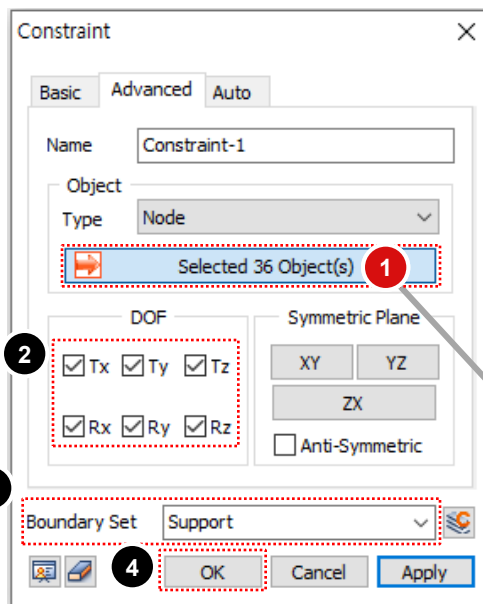 Constraint
Basic Advanced Auto
Name Constraint-1
Object
Type Node
Selected 36 Object(s) 1
DOF Symmetric Plane
2 Tx Ty Tz XY YZ
ZX
Rx Ry Rz Anti-Symmetric
Boundary Set Support
4 OK Cancel Apply